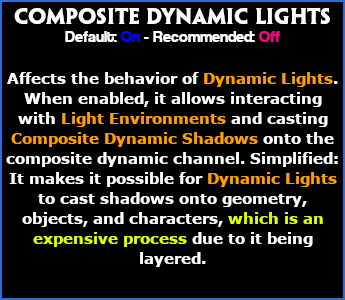 COMPOSITE DYNAMIC LIGHTS
Default: On - Recommended: Off
Affects the behavior of Dynamic Lights.
When enabled, it allows interacting
with Light Environments and casting
Composite Dynamic Shadows onto the
composite dynamic channel. Simplified:
It makes it possible for Dynamic Lights
to cast shadows onto geometry,
objects, and characters, which is an
expensive process due to it being
layered.